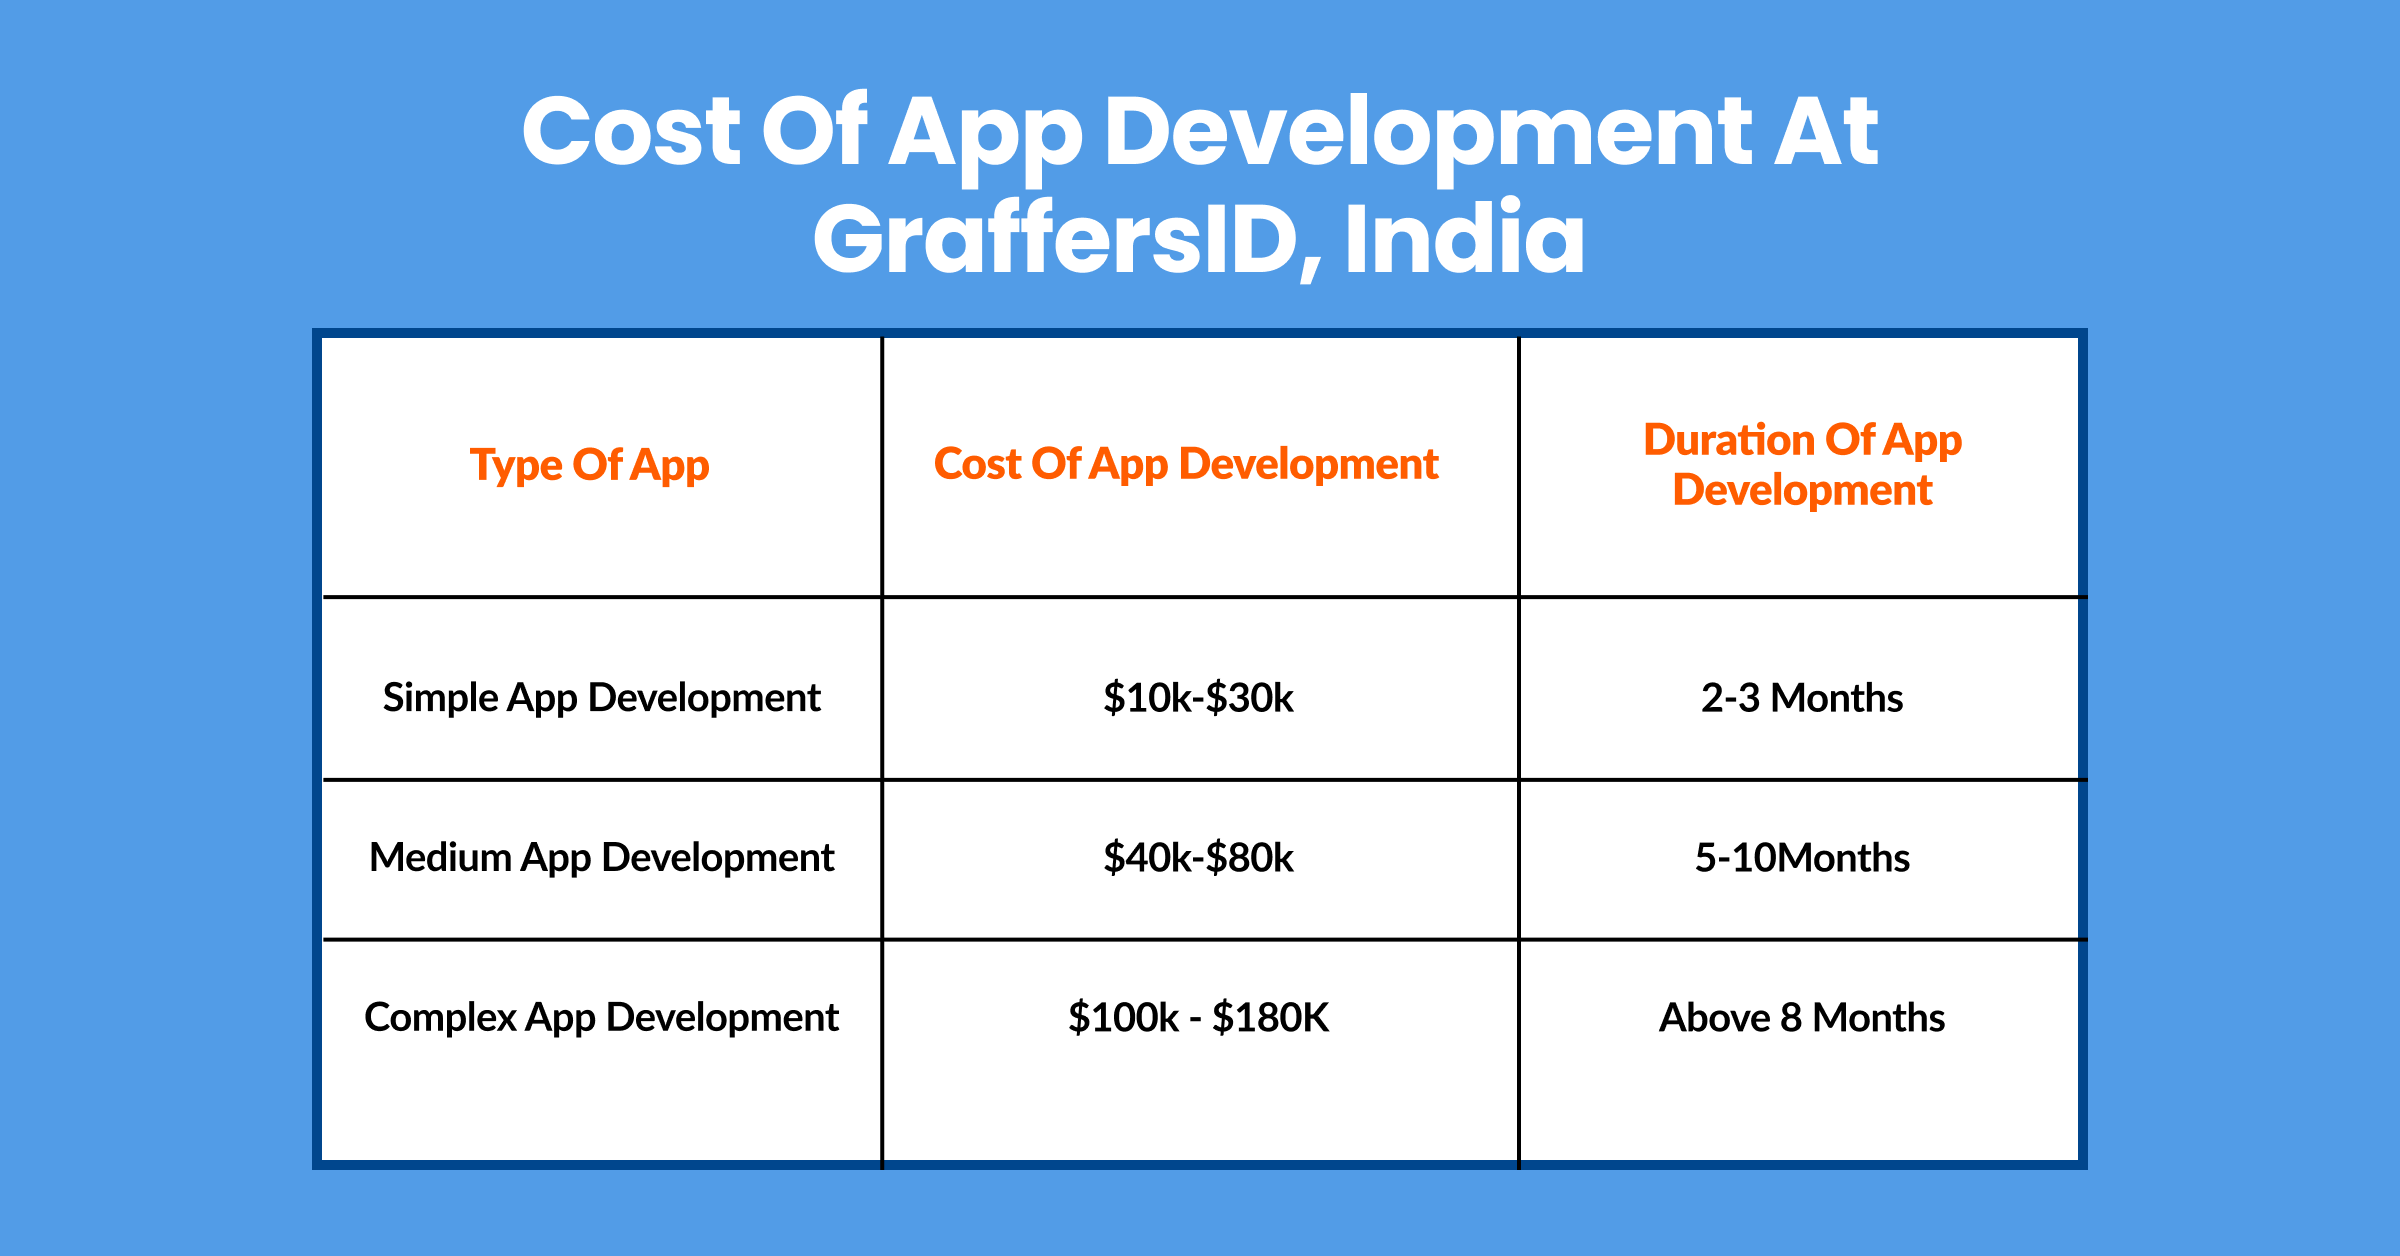 Cost Of App Development At
GraffersID, India
Type Of App
Cost Of App Development
Duration Of App
Development
Simple App Development
$10k-$30k
2-3 Months
Medium App Development
$40k-$80k
5-10Months
Complex App Development
$100k - $180K
Above 8 Months